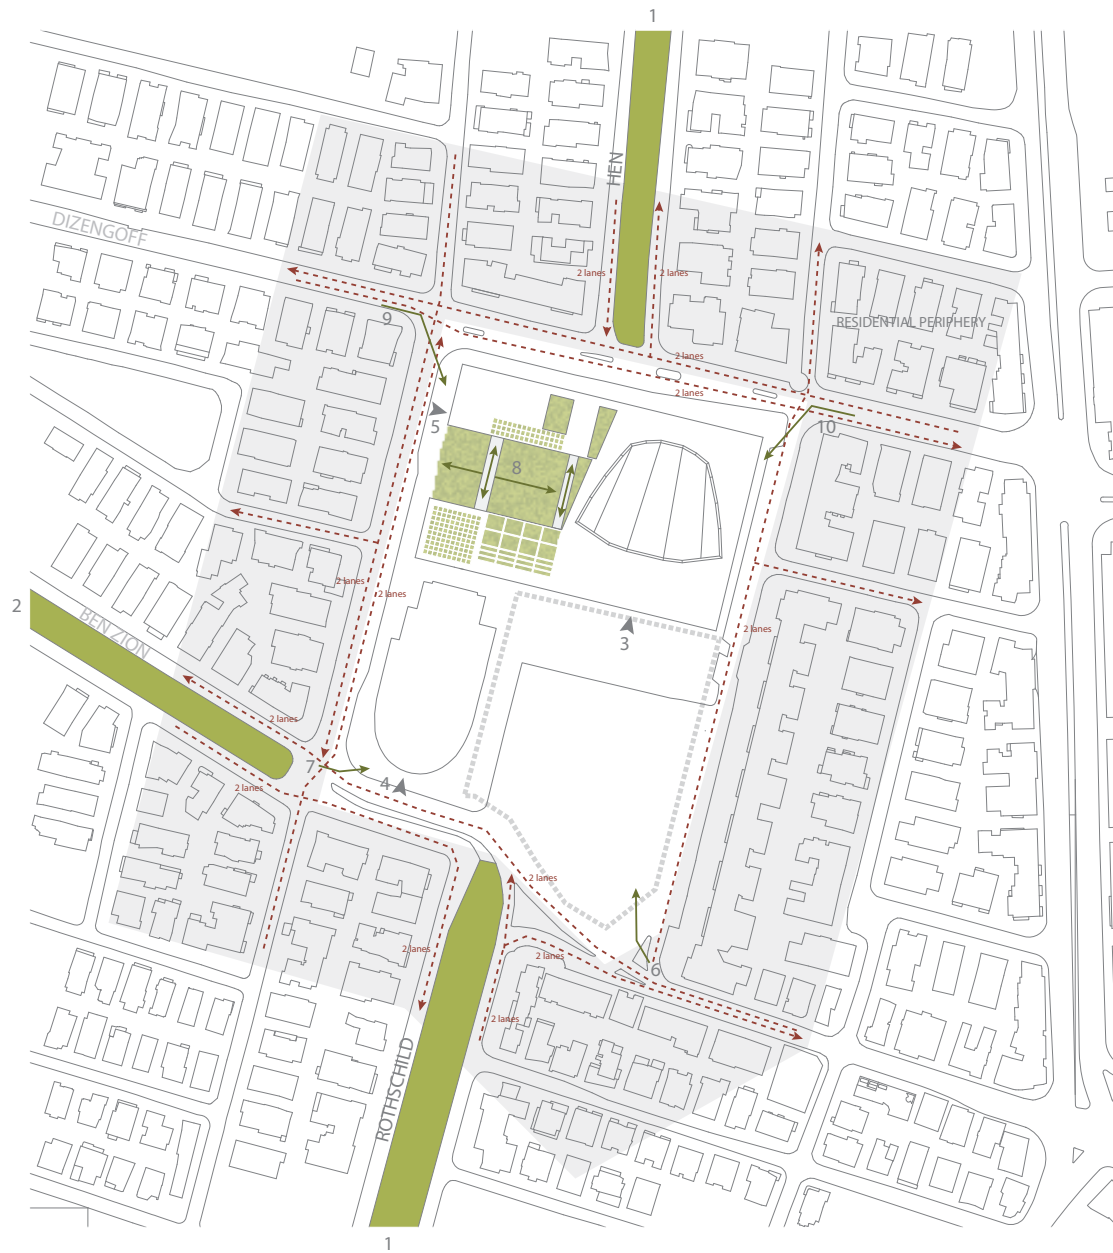 1
HEN
DIZENGOFF
2 lanes
2 lanes
9
RESIDENTIAL PERIPHERY
2 lanes
2 lanes
5
10
8
2 lanes
2 lanes
2
BEN ZION
2 lanes
3
2 lanes
7
4
2 lanes
2 lanes
2 lanes
2 lanes
6
2 lanes
ROTHSCHILD
1